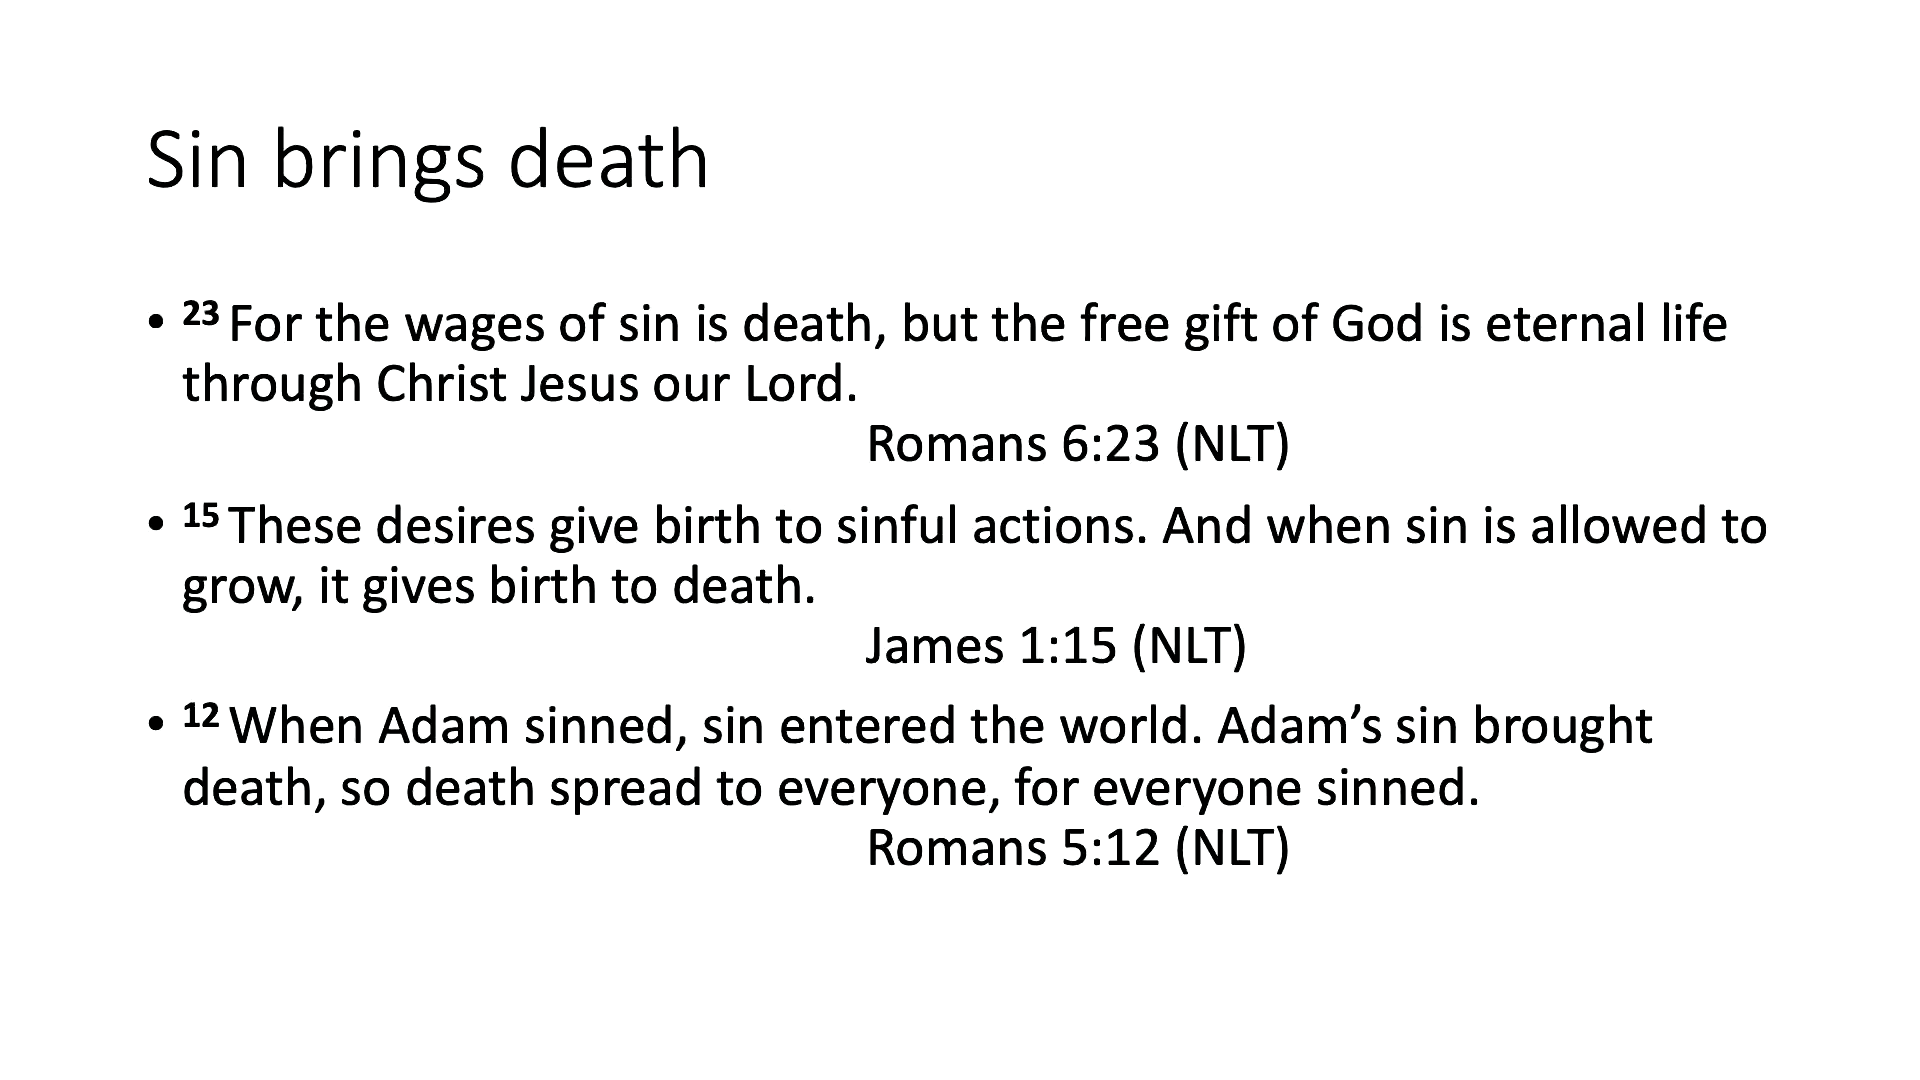 Sin brings death
• 23 For the wages of sin is death, but the free gift of God is eternal life
through Christ Jesus our Lord.
Romans 6:23 (NLT)
• 15 These desires give birth to sinful actions. And when sin is allowed to
grow, it gives birth to death.
James 1:15 (NLT)
• 12 When Adam sinned, sin entered the world. Adam’s sin brought
death, so death spread to everyone, for everyone sinned.
Romans 5:12 (NLT)